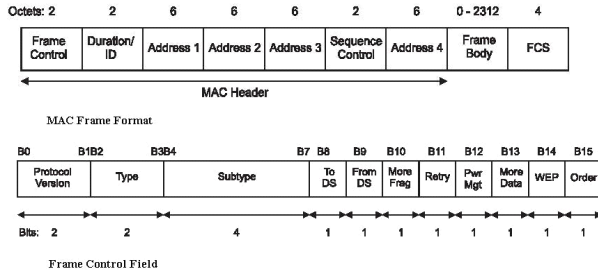 Octets: 2 2 6 6 6 2 6 0 - 2312 4
Frame Control Duration/ ID Address 1 Address 2 Address 3 Sequence Control Address 4 Frame Body FCS
MAC Header
MAC Frame Format
B0 B1B2 B3B4 B7 B8 B9 B10 B11 B12 B13 B14 B15
Protocol Version Type Subtype To DS From DS More Frag Retry Pwr Mgt More Data WEP Order
Bits: 2 2 4 1 1 1 1 1 1 1 1
Frame Control Field